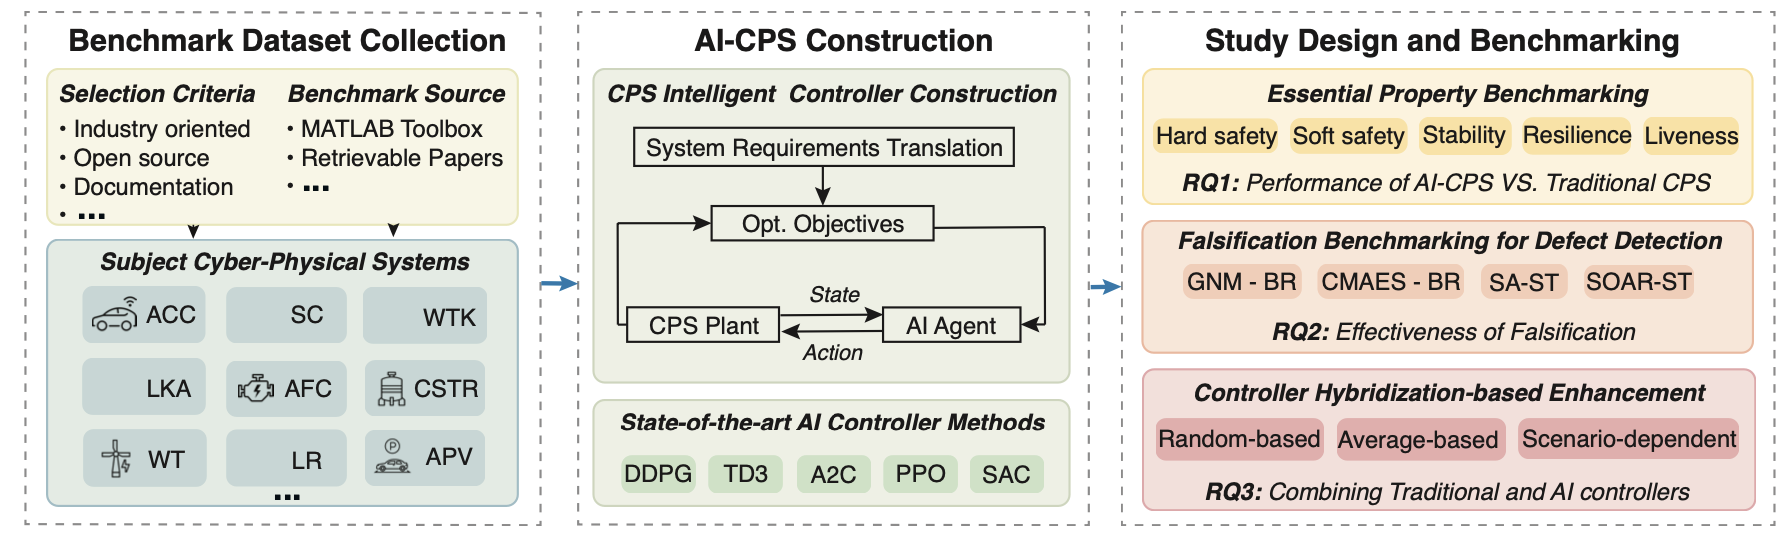 Benchmark Dataset Collection
Selection Criteria
• Industry oriented
• Open source
• Documentation
• ...
Benchmark Source
• MATLAB Toolbox
• Retrievable Papers
• ...
Subject Cyber-Physical Systems
ACC
SC
WTK
LKA
AFC
CSTR
WT
LR
P
APV
...
AI-CPS Construction
CPS Intelligent Controller Construction
System Requirements Translation
Opt. Objectives
State
CPS Plant
AI Agent
Action
State-of-the-art AI Controller Methods
DDPG
TD3
A2C
PPO
SAC
Study Design and Benchmarking
Essential Property Benchmarking
Hard safety
Soft safety
Stability
Resilience
Liveness
RQ1: Performance of AI-CPS VS. Traditional CPS
Falsification Benchmarking for Defect Detection
GNM - BR
CMAES - BR
SA-ST
SOAR-ST
RQ2: Effectiveness of Falsification
Controller Hybridization-based Enhancement
Random-based
Average-based
Scenario-dependent
RQ3: Combining Traditional and AI controllers